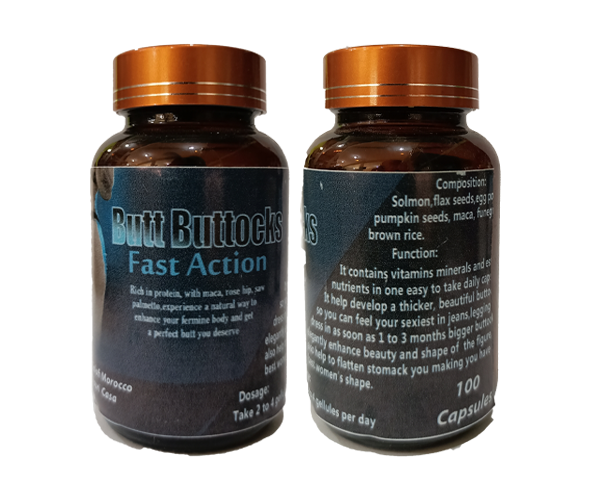 Butt Buttocks
Fast Action
Rich in protein, with maca, rose hip, saw
palmetto,experience a natural way to
enhance your fermine body and get
a perfect butt you deserve
Morocco
Casa
Dosage:
Take 2 to 4
Composition:
Solmon,flax seeds,egg
pumpkin seeds, maca,
brown rice.
Function:
It contains vitamins minerals and
nutrients in one easy to take daily
It help develop a thicker, beautiful
so you can feel your sexiest in jeans,
dress in as soon as 1 to 3 months bigger
enhance beauty and shape of the figure
help to flatten stomack you making you have
women's shape.
gellules per day
100
Capsules